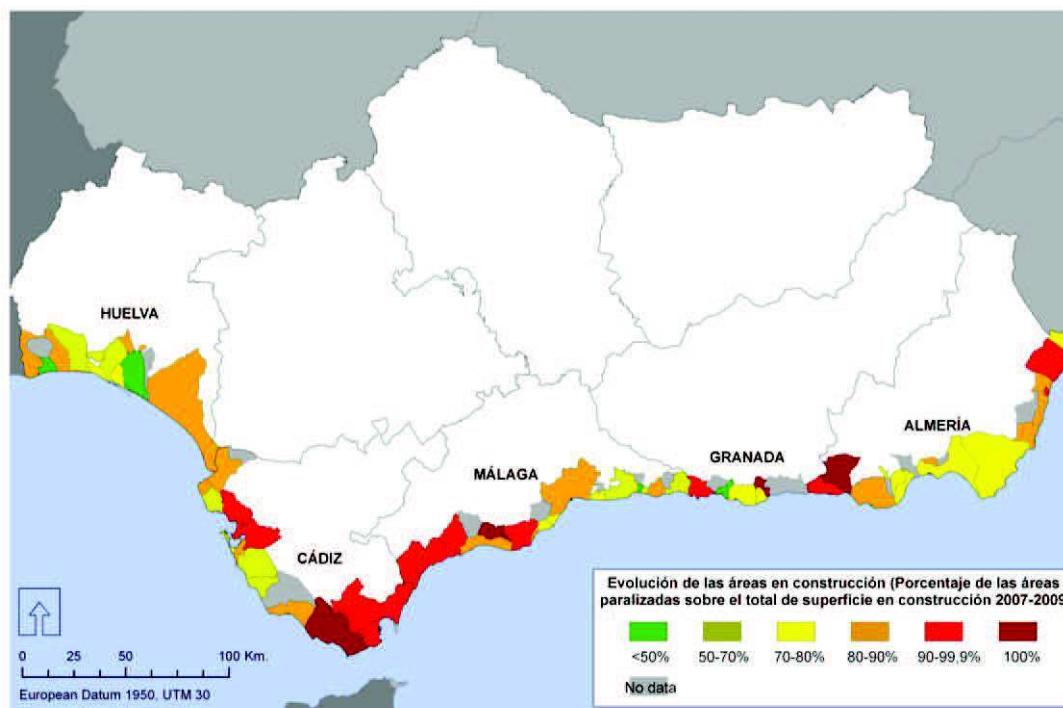 HUELVA
ALMERÍA
GRANADA
MÁLAGA
CÁDIZ
Evolución de las áreas en construcción (Porcentaje de las áreas
paralizadas sobre el total de superficie en construcción 2007-2009
<50%
50-70%
70-80%
80-90%
90-99,9%
100%
No data
0 25 50 100 Km.
European Datum 1950, UTM 30